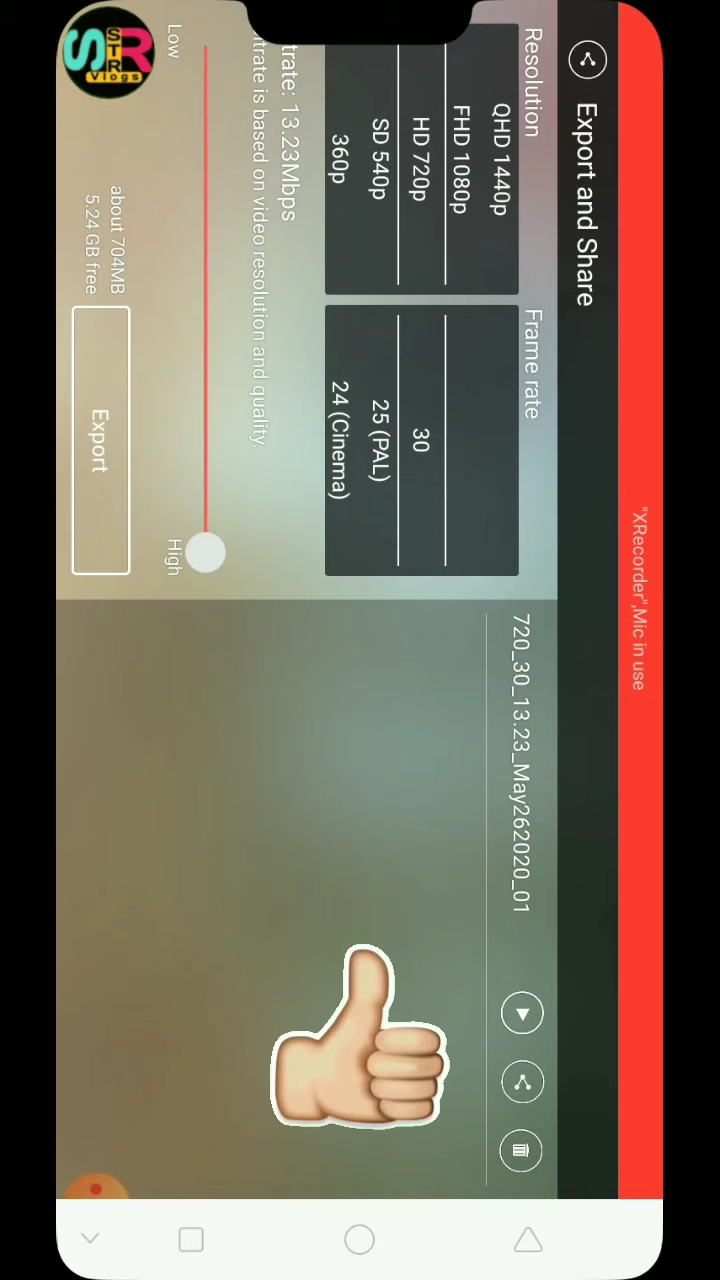 "XRecorder",Mic in use
Export and Share
Resolution
QHD 1440p
FHD 1080p
HD 720p
SD 540p
360p
Frame rate
30
25 (PAL)
24 (Cinema)
trate: 13.23Mbps
itrate is based on video resolution and quality.
Low
High
about 704MB
5.24 GB free
Export
720_30_13.23_May262020_01
S STR R
Vlogs